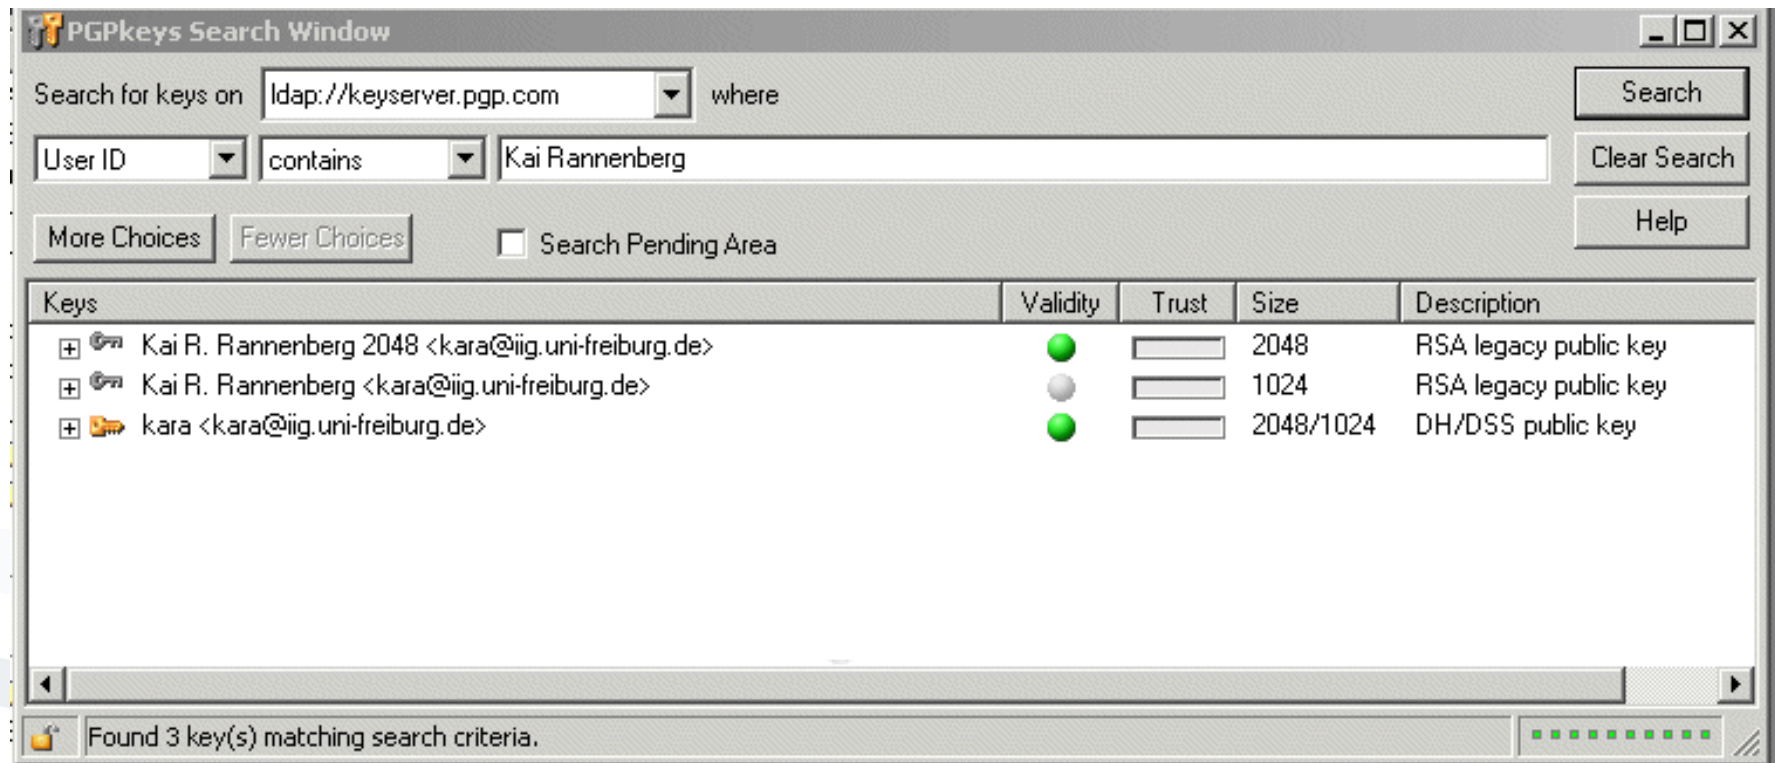 PGPkeys Search Window
Search for keys on ldap://keyserver.pgp.com where Search
User ID contains Kai Rannenberg Clear Search
More Choices Fewer Choices Search Pending Area Help
Keys Validity Trust Size Description
Kai R. Rannenberg 2048 <kara@iig.uni-freiburg.de> 2048 RSA legacy public key
Kai R. Rannenberg <kara@iig.uni-freiburg.de> 1024 RSA legacy public key
kara <kara@iig.uni-freiburg.de> 2048/1024 DH/DSS public key
Found 3 key(s) matching search criteria.